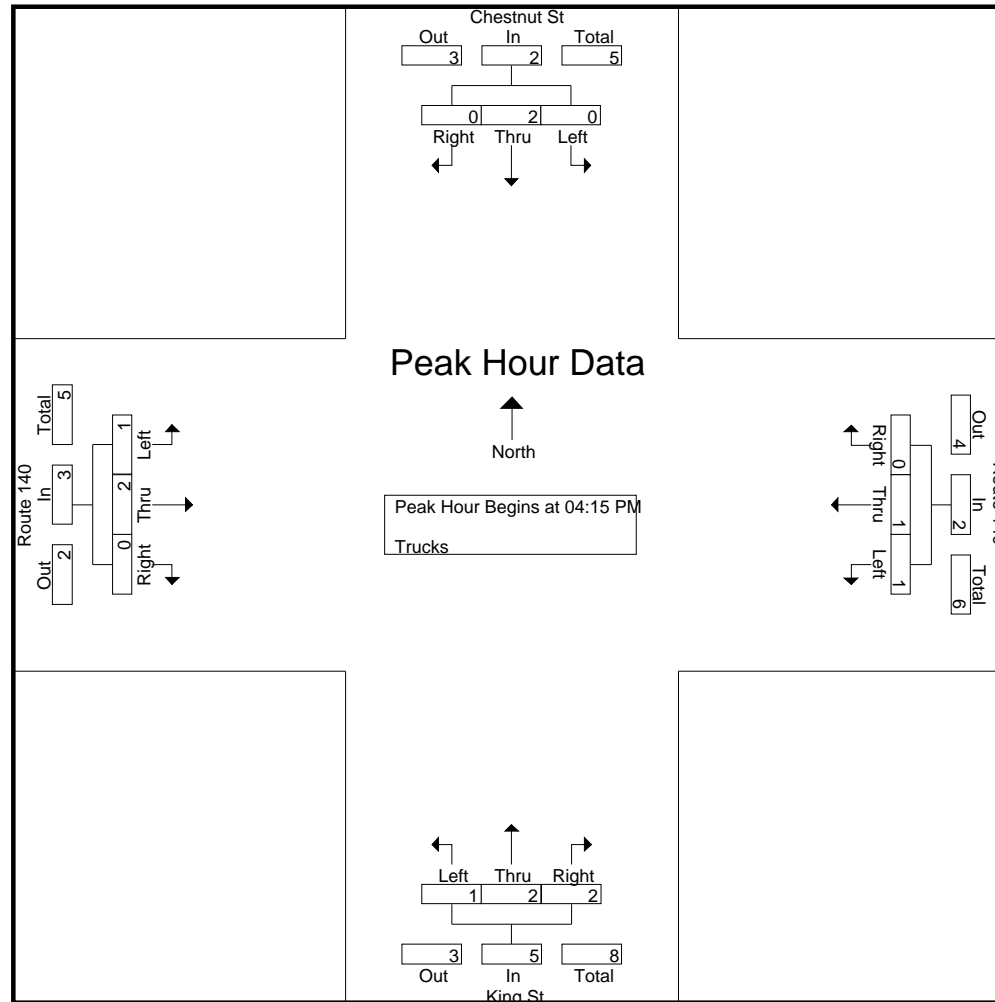 Chestnut St
Out In Total
3 2 5
0 2 0
Right Thru Left
Peak Hour Data
North
Peak Hour Begins at 04:15 PM
Trucks
Route 140
Total In Out
5 3 2
1 2 0
Left Thru Right
Right Thru Left
0 1 1
4 2 6
Out In Total
Left Thru Right
1 2 2
3 5 8
Out In Total
King St